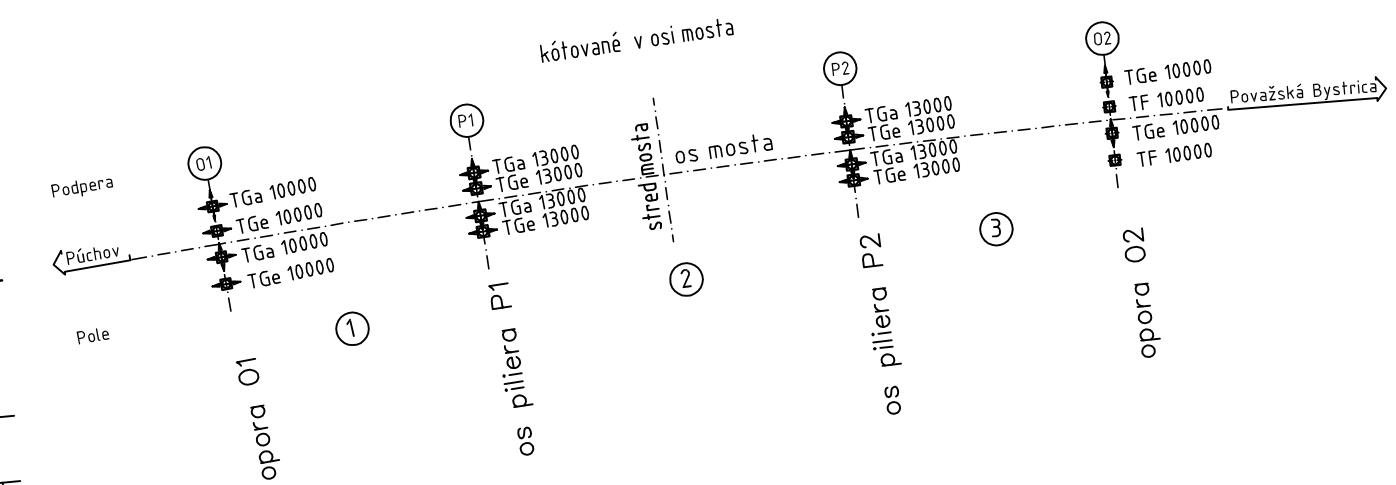 kótované v osi mosta
O1
P1
P2
O2
TGa 10000
TGe 10000
TGa 10000
TGe 10000
TGa 13000
TGe 13000
TGa 13000
TGe 13000
stred mosta
os mosta
TGa 13000
TGe 13000
TGa 13000
TGe 13000
TGe 10000
TF 10000
TGe 10000
TF 10000
Považská Bystrica
Podpera
Púchov
Pole
1
2
3
opora O1
os piliera P1
os piliera P2
opora O2